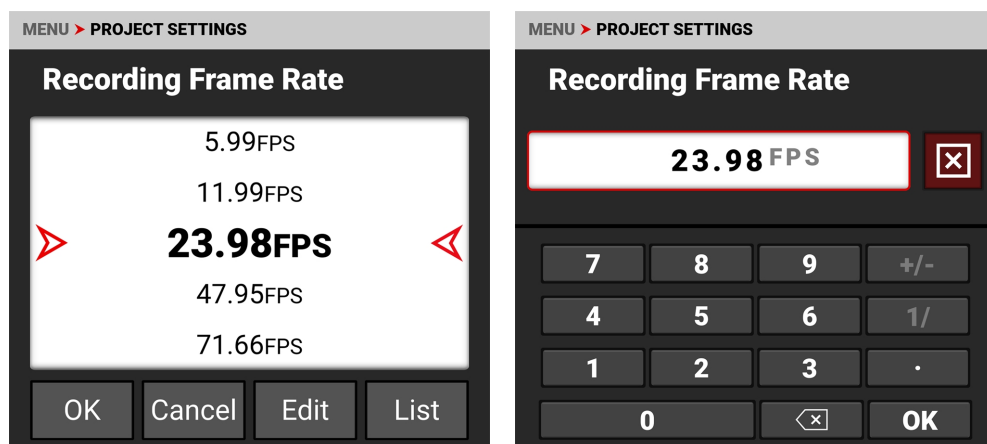 MENU ➤ PROJECT SETTINGS
Recording Frame Rate
5.99FPS
11.99FPS
23.98FPS
47.95FPS
71.66FPS
OK Cancel Edit List
MENU ➤ PROJECT SETTINGS
Recording Frame Rate
23.98 FPS
7 8 9 +/-
4 5 6 1/
1 2 3 ·
0 OK